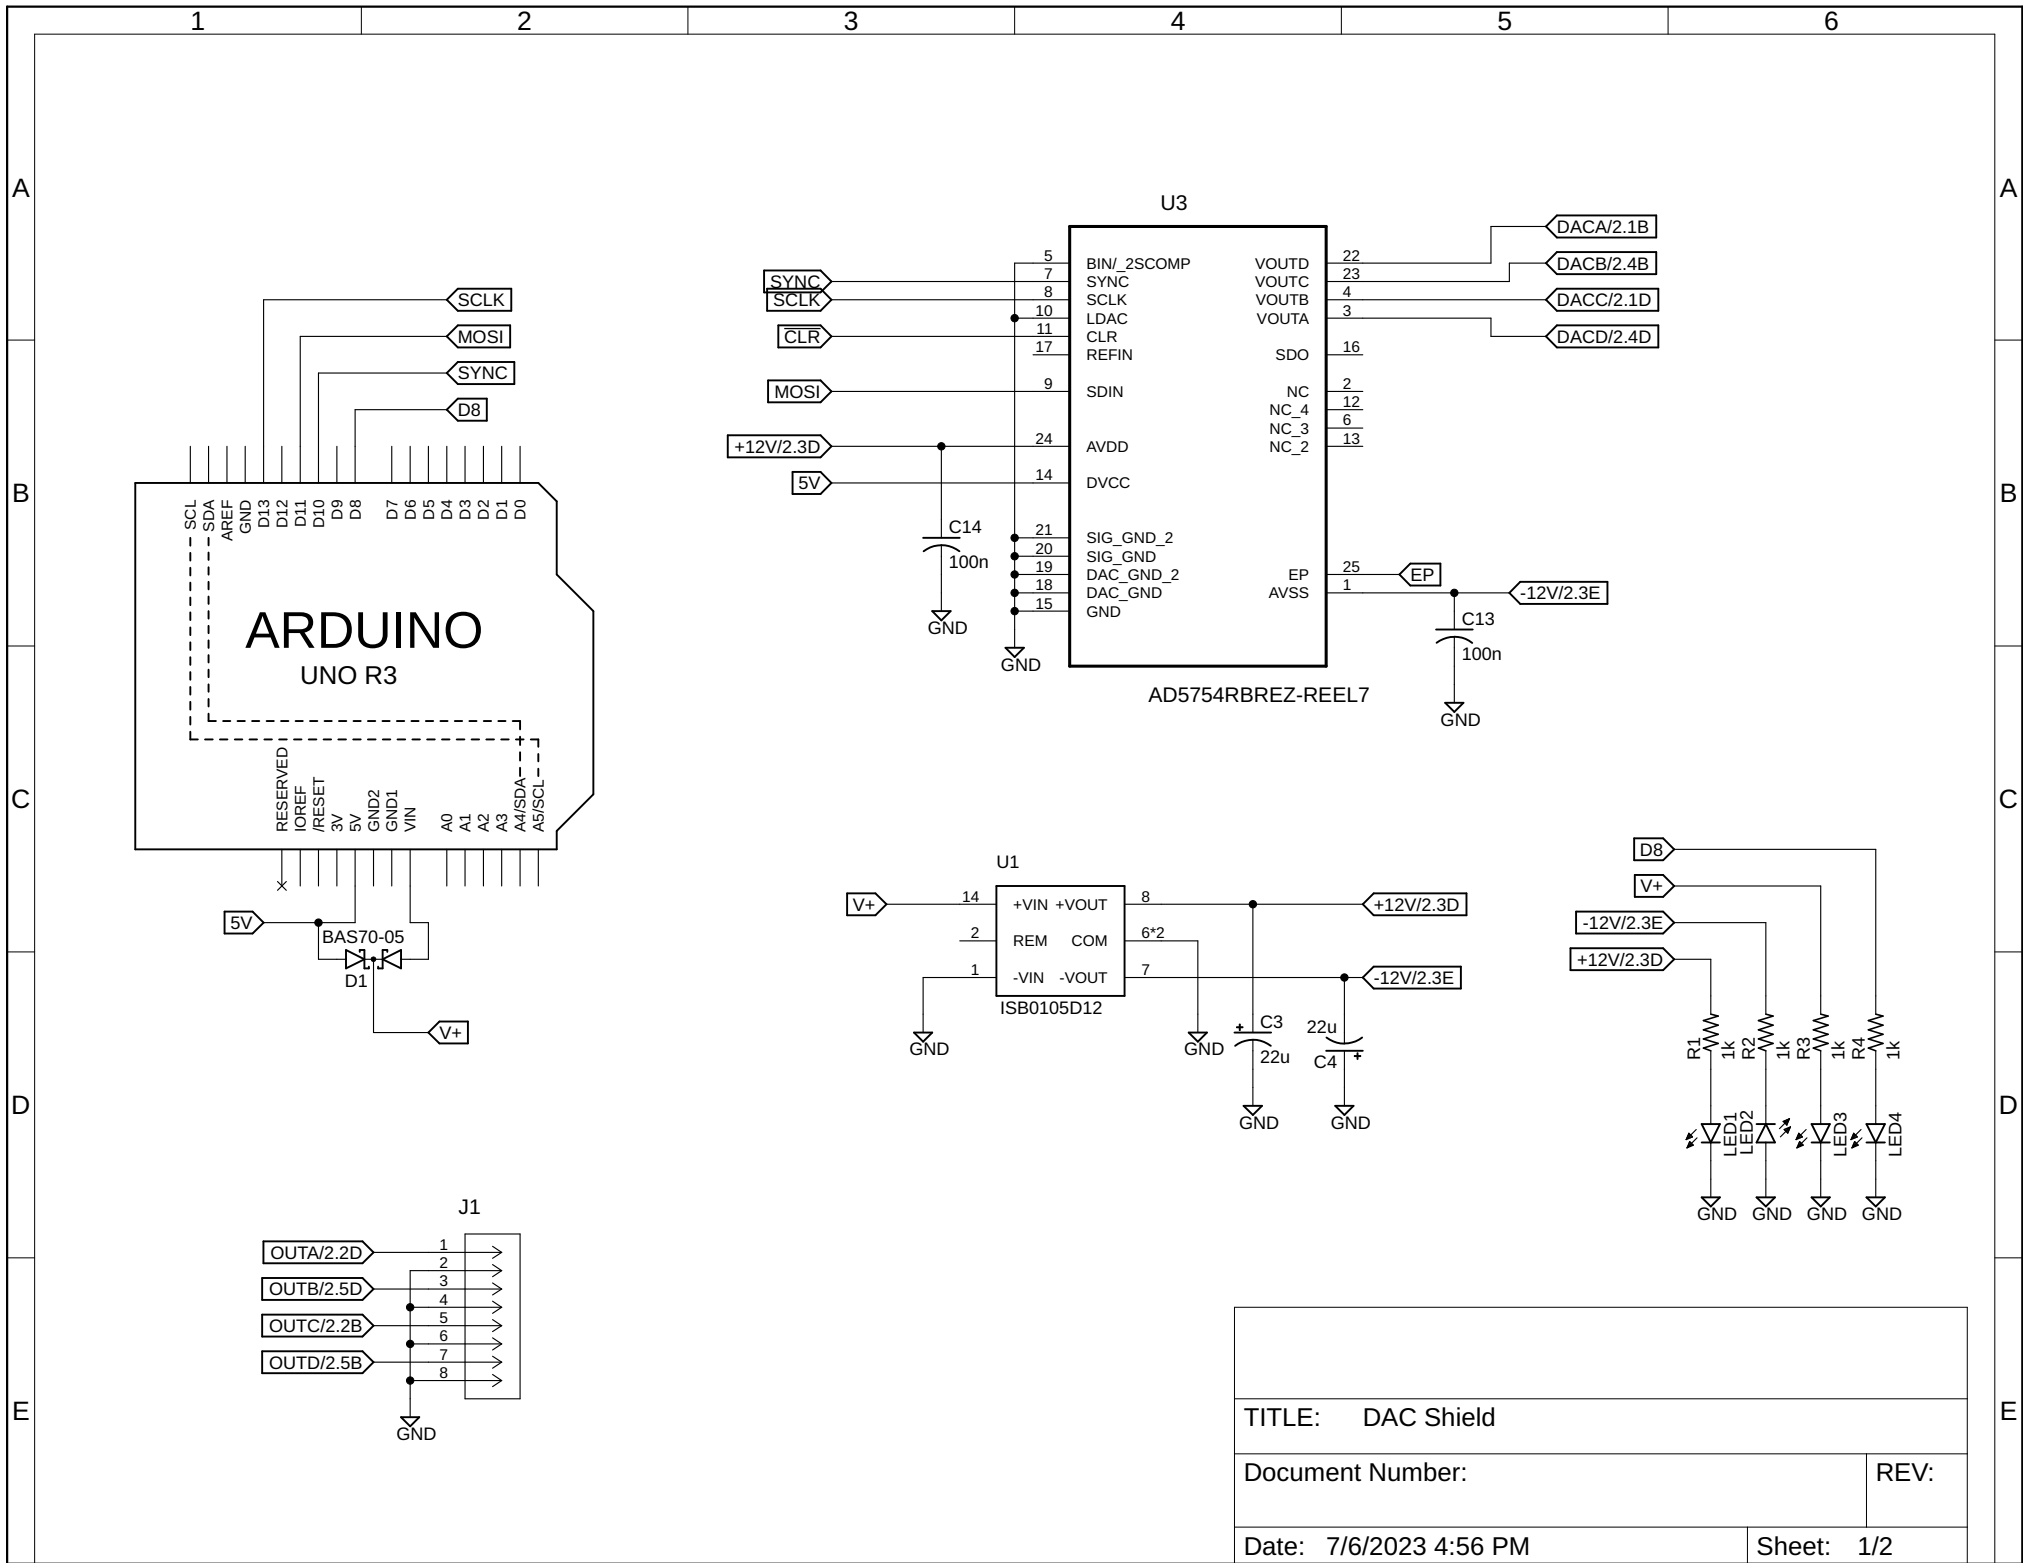 1 2 3 4 5 6
A A
B B
C C
D D
E E
SCLK
MOSI
SYNC
D8
SCL SDA AREF GND D13 D12 D11 D10 D9 D8 D7 D6 D5 D4 D3 D2 D1 D0
ARDUINO
UNO R3
RESERVED IOREF /RESET 3V 5V GND2 GND1 VIN A0 A1 A2 A3 A4/SDA A5/SCL
5V
BAS70-05
D1
V+
U3
SYNC 7 SYNC
SCLK 8 SCLK
5 BIN/_2SCOMP
10 LDAC
CLR 11 CLR
17 REFIN
MOSI 9 SDIN
+12V/2.3D 24 AVDD
5V 14 DVCC
21 SIG_GND_2
20 SIG_GND
19 DAC_GND_2
18 DAC_GND
15 GND
C14
100n
GND
GND
VOUTD 22 DACA/2.1B
VOUTC 23 DACB/2.4B
VOUTB 4 DACC/2.1D
VOUTA 3 DACD/2.4D
SDO 16
NC 2
NC_4 12
NC_3 6
NC_2 13
EP 25 EP
AVSS 1 -12V/2.3E
C13
100n
GND
AD5754RBREZ-REEL7
U1
V+ 14 +VIN +VOUT 8 +12V/2.3D
2 REM COM 6*2
1 -VIN -VOUT 7 -12V/2.3E
ISB0105D12
GND
GND
C3
22u
GND
22u
C4
GND
D8
V+
-12V/2.3E
+12V/2.3D
R1 1k R2 1k R3 1k R4 1k
LED1 LED2 LED3 LED4
GND GND GND GND
J1
OUTA/2.2D 1
2
OUTB/2.5D 3
4
OUTC/2.2B 5
6
OUTD/2.5B 7
8
GND
TITLE: DAC Shield
Document Number: REV:
Date: 7/6/2023 4:56 PM Sheet: 1/2